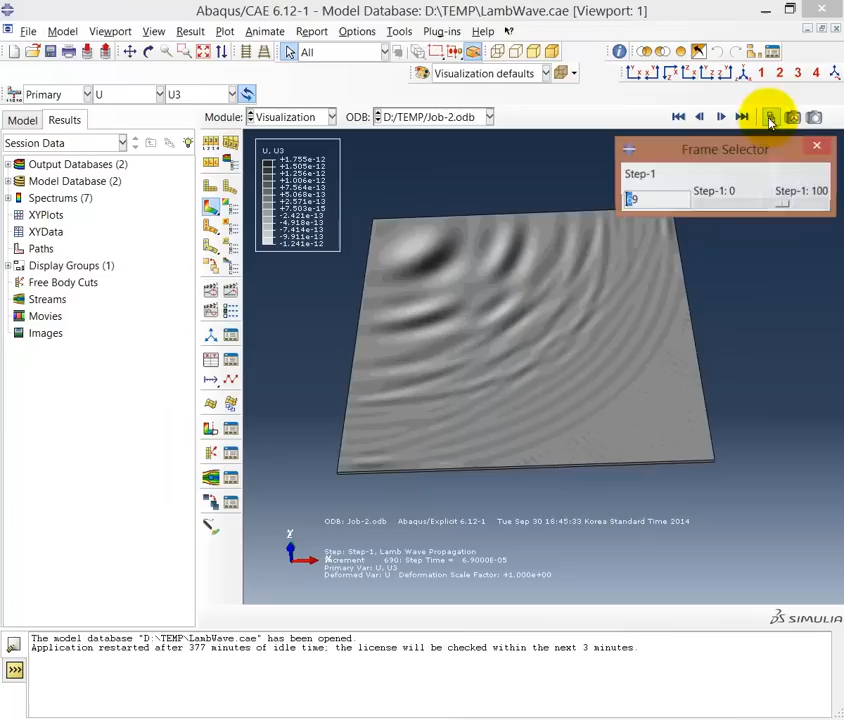 Abaqus/CAE 6.12-1 - Model Database: D:\TEMP\LambWave.cae [Viewport: 1]
File Model Viewport View Result Plot Animate Report Options Tools Plug-ins Help
All
Visualization defaults
1 2 3 4
Primary U U3
Model Results
Module: Visualization ODB: D:/TEMP/Job-2.odb
Session Data
Output Databases (2)
Model Database (2)
Spectrums (7)
XYPlots
XYData
Paths
Display Groups (1)
Free Body Cuts
Streams
Movies
Images
U, U3
+1.755e-12
+1.505e-12
+1.256e-12
+7.564e-13
+5.068e-13
+2.571e-13
+7.503e-15
-2.421e-13
-4.918e-13
-7.414e-13
-9.911e-13
-1.241e-12
Frame Selector
Step-1
69
Step-1: 0
Step-1: 100
ODB: Job-2.odb Abaqus/Explicit 6.12-1 Tue Sep 30 18:45:33 Korea Standard Time 2014
Z
X
Step: Step-1, Lamb Wave Propagation
Increment 690: Step Time = 6.9000E-05
Primary Var: U, U3
Deformed Var: U Deformation Scale Factor: +1.000e+00
SIMULIA
The model database "D:\TEMP\LambWave.cae" has been opened.
Application restarted after 377 minutes of idle time; the license will be checked within the next 3 minutes.
>>>